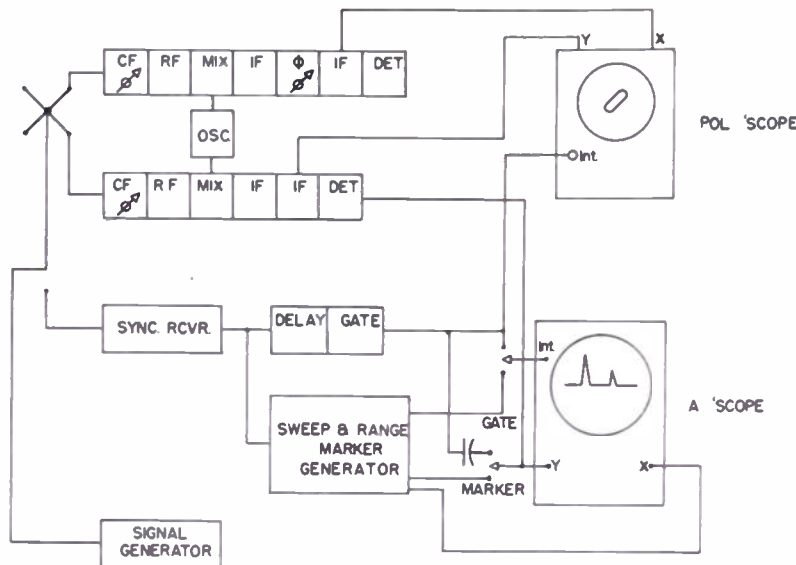 Y X
CF RF MIX IF Φ IF DET
POL 'SCOPE
OSC.
Int.
CF RF MIX IF IF DET
SYNC. RCVR. DELAY GATE
Int.
A 'SCOPE
GATE
SWEEP & RANGE
MARKER
GENERATOR
Y X
MARKER
SIGNAL
GENERATOR